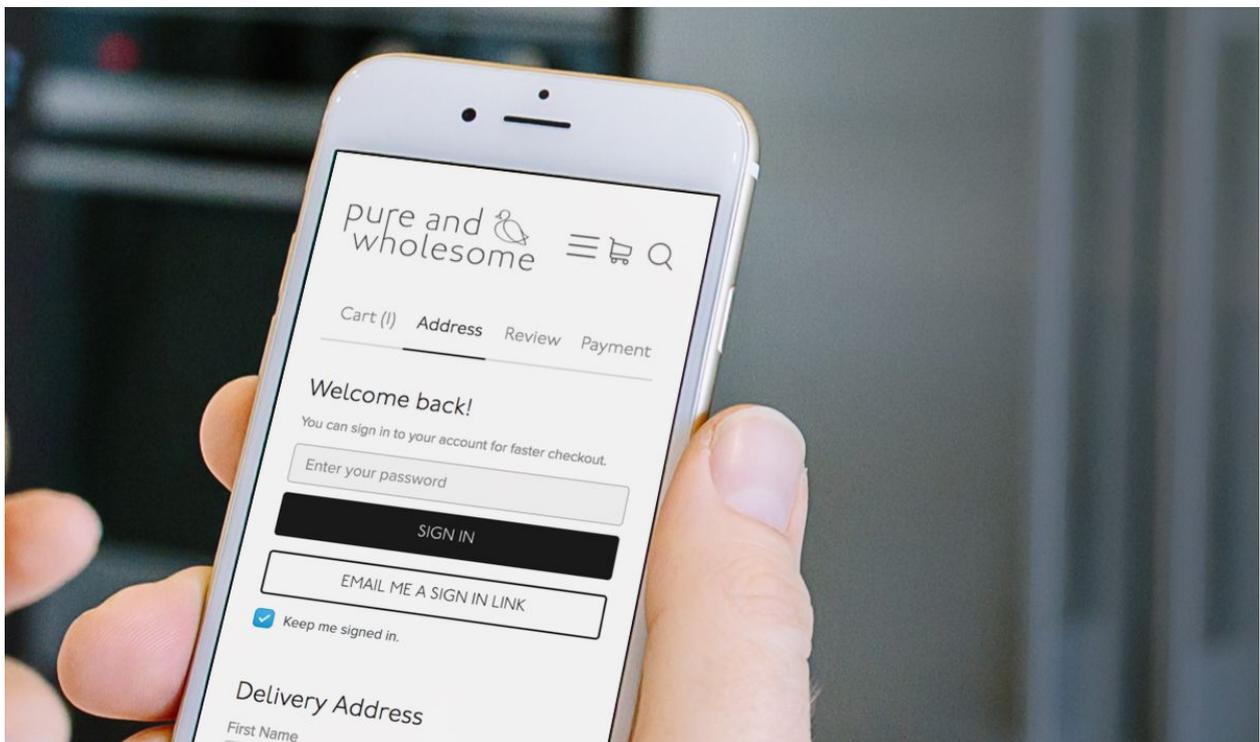 pure and
wholesome
Cart (1) Address Review Payment
Welcome back!
You can sign in to your account for faster checkout.
Enter your password
SIGN IN
EMAIL ME A SIGN IN LINK
Keep me signed in.
Delivery Address
First Name